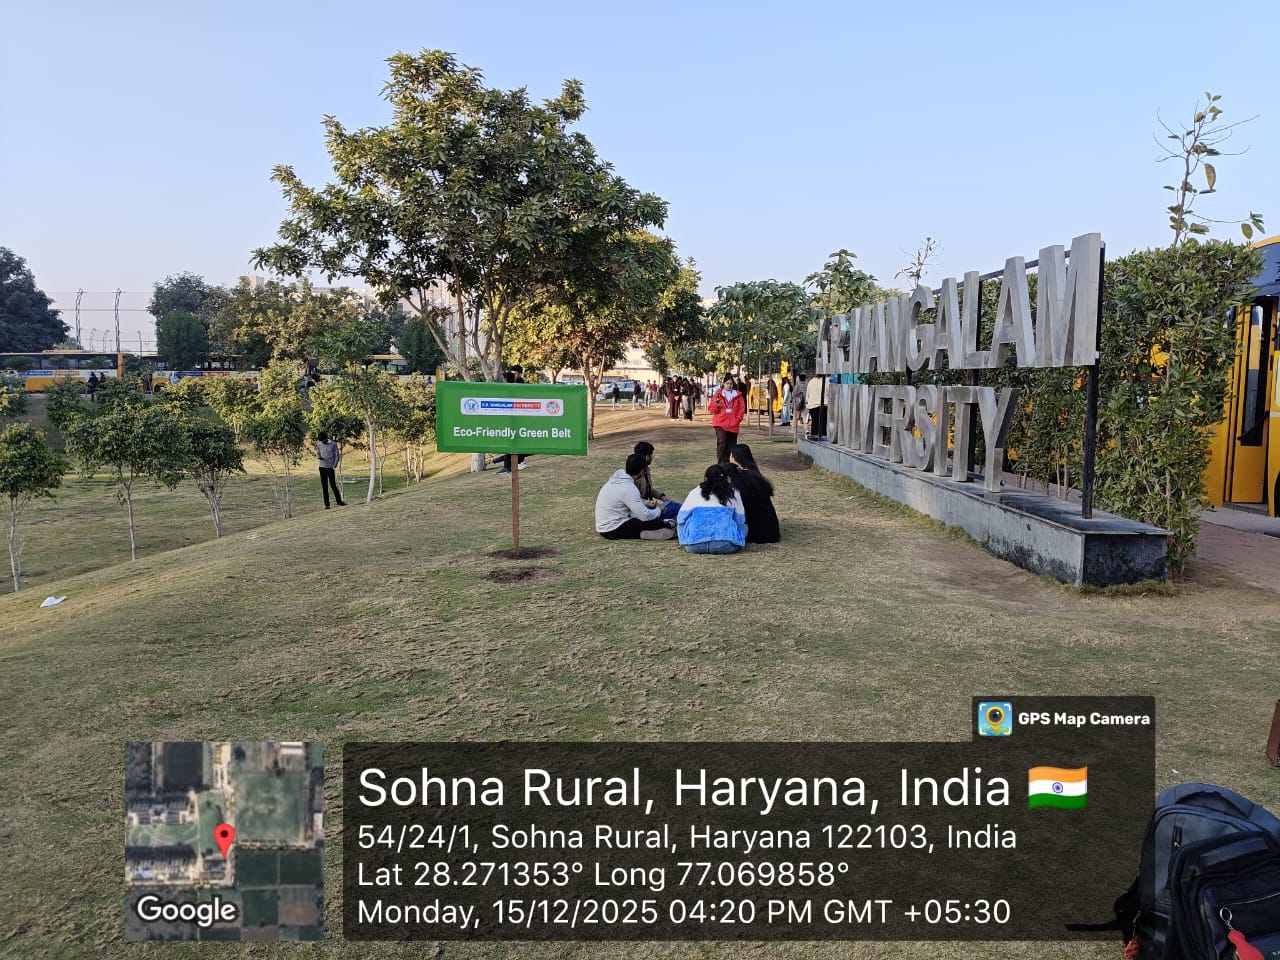 K.R. MANGALAM UNIVERSITY
Eco-Friendly Green Belt
K.R. MANGALAM
UNIVERSITY
GPS Map Camera
Sohna Rural, Haryana, India
54/24/1, Sohna Rural, Haryana 122103, India
Lat 28.271353° Long 77.069858°
Monday, 15/12/2025 04:20 PM GMT +05:30
Google